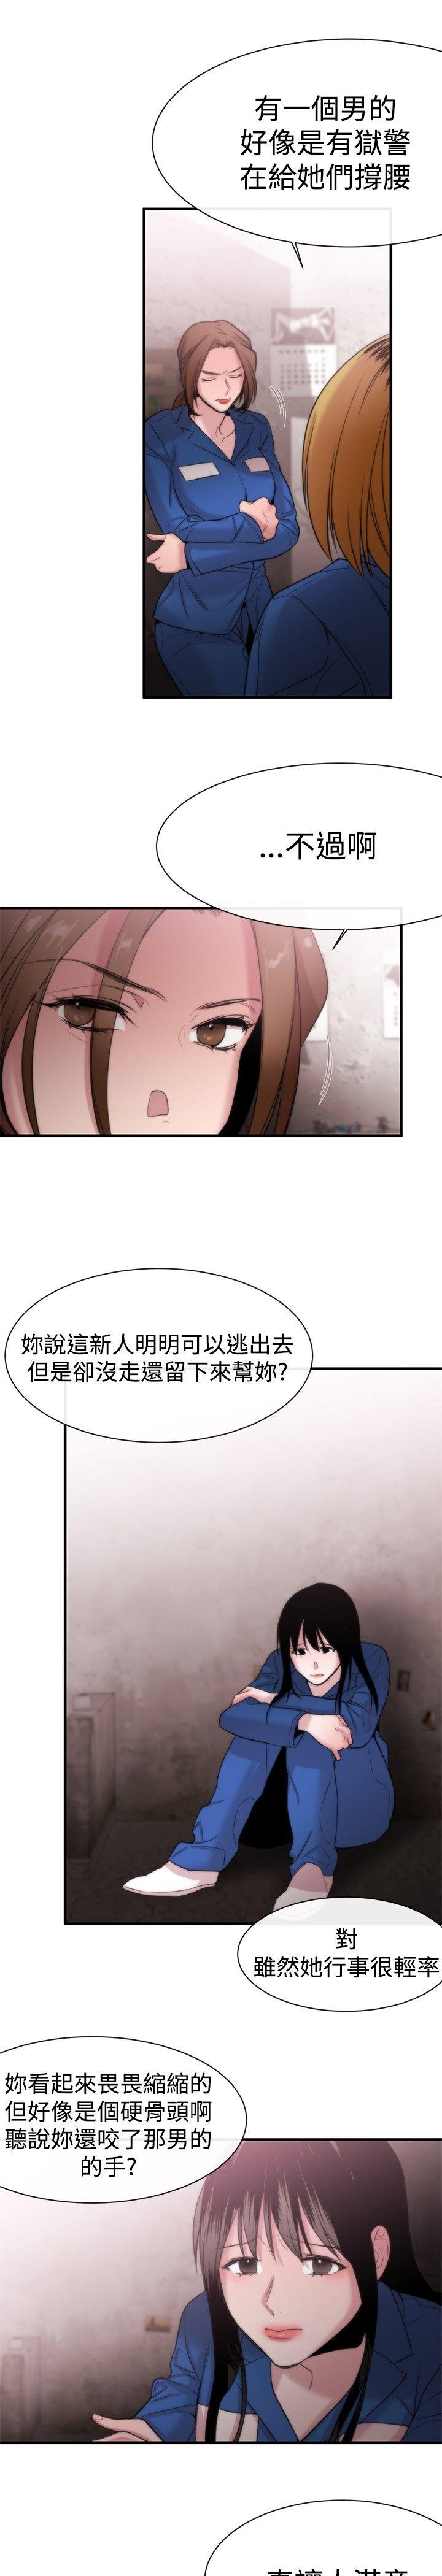 有一個男的
好像是有獄警
在給她們撐腰
...不過啊
妳說這新人明明可以逃出去
但是卻沒走還留下來幫妳?
對
雖然她行事很輕率
妳看起來畏畏縮縮的
但好像是個硬骨頭啊
聽說妳還咬了那男的
的手?